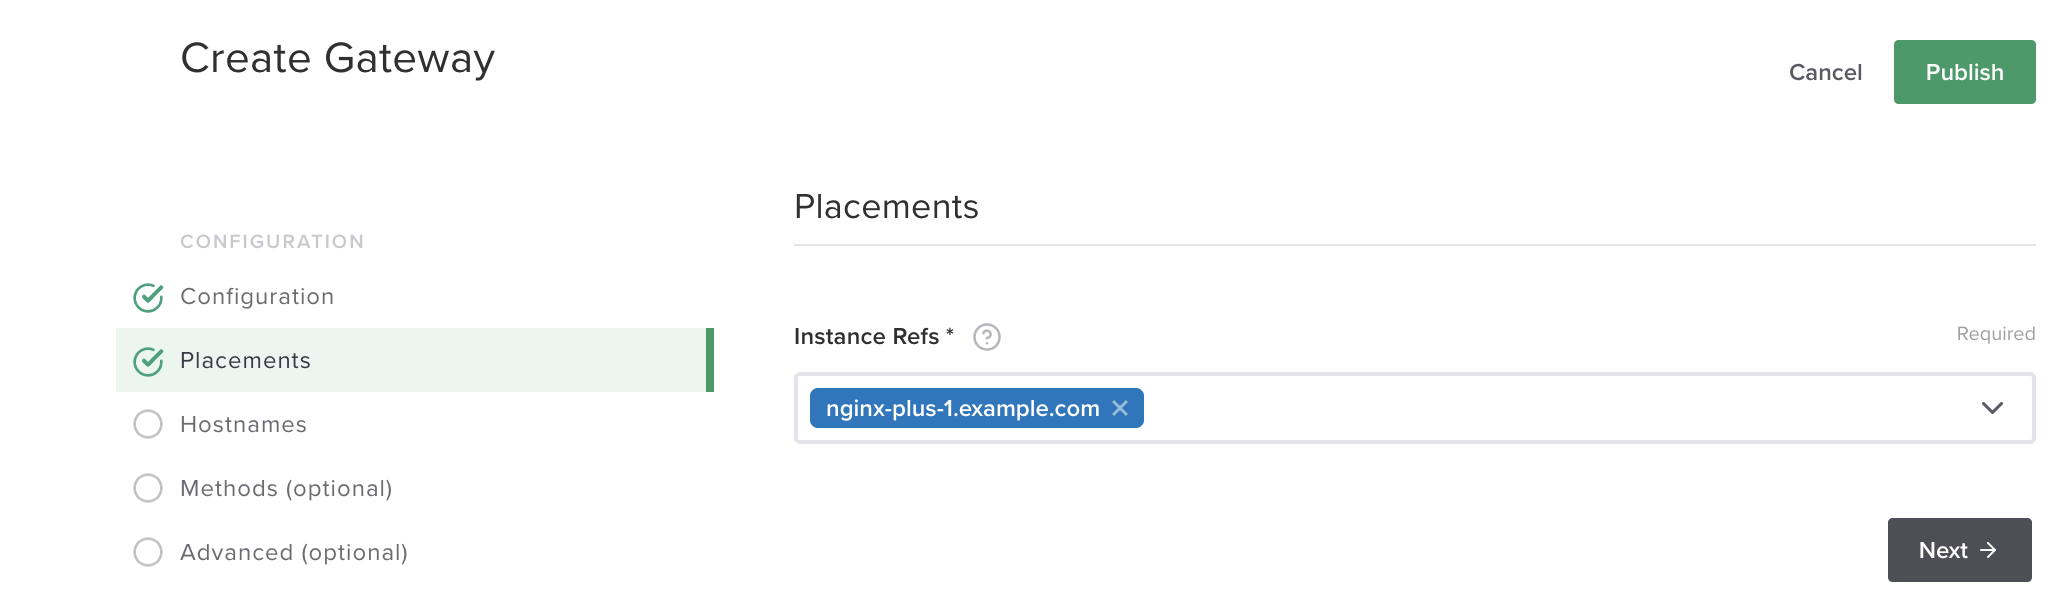 Create Gateway
Cancel
Publish
CONFIGURATION
Configuration
Placements
Hostnames
Methods (optional)
Advanced (optional)
Placements
Instance Refs *
Required
nginx-plus-1.example.com
Next